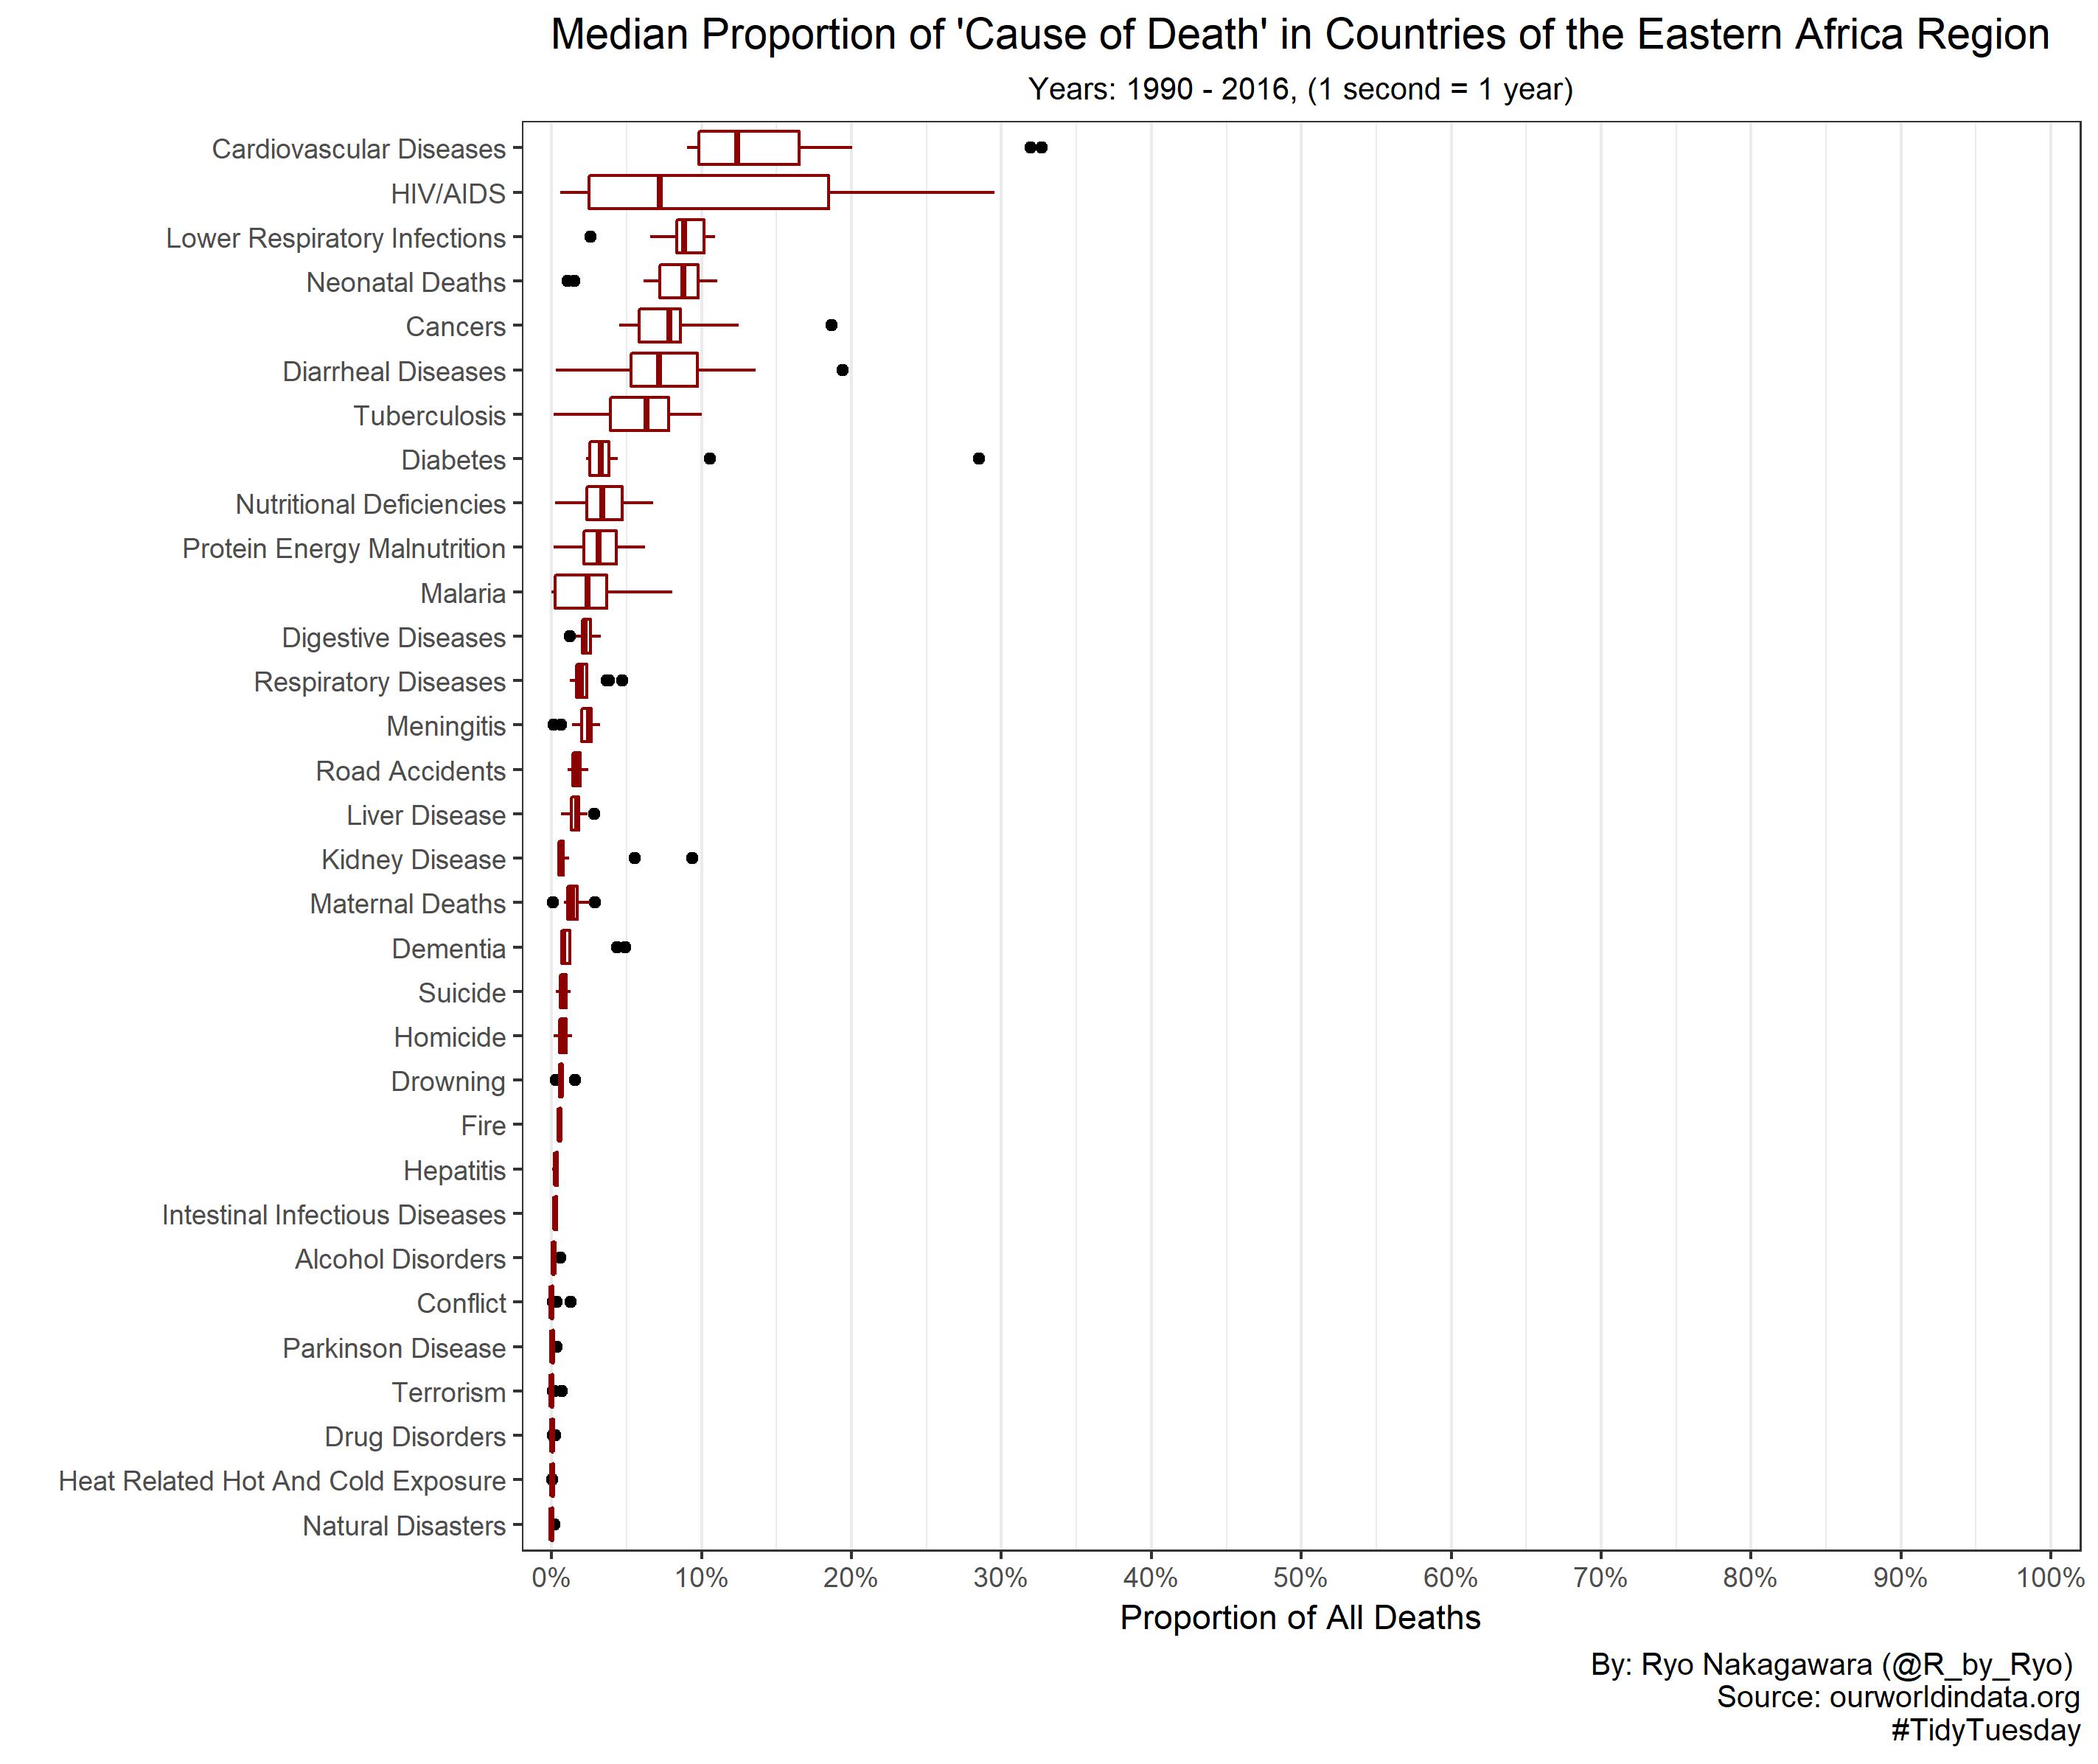 Median Proportion of 'Cause of Death' in Countries of the Eastern Africa Region
Years: 1990 - 2016, (1 second = 1 year)
Cardiovascular Diseases
HIV/AIDS
Lower Respiratory Infections
Neonatal Deaths
Cancers
Diarrheal Diseases
Tuberculosis
Diabetes
Nutritional Deficiencies
Protein Energy Malnutrition
Malaria
Digestive Diseases
Respiratory Diseases
Meningitis
Road Accidents
Liver Disease
Kidney Disease
Maternal Deaths
Dementia
Suicide
Homicide
Drowning
Fire
Hepatitis
Intestinal Infectious Diseases
Alcohol Disorders
Conflict
Parkinson Disease
Terrorism
Drug Disorders
Heat Related Hot And Cold Exposure
Natural Disasters
0% 10% 20% 30% 40% 50% 60% 70% 80% 90% 100%
Proportion of All Deaths
By: Ryo Nakagawara (@R_by_Ryo)
Source: ourworldindata.org
#TidyTuesday